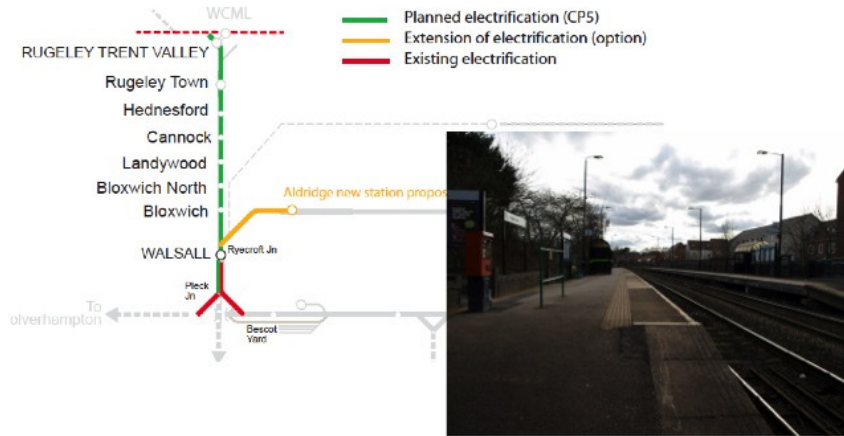 WCML
Planned electrification (CP5)
Extension of electrification (option)
Existing electrification
RUGELEY TRENT VALLEY
Rugeley Town
Hednesford
Cannock
Landywood
Bloxwich North
Bloxwich
Aldridge new station propos
WALSALL
Ryecroft Jn
Pleck
Jn
To
olverhampton
Bescot
Yard